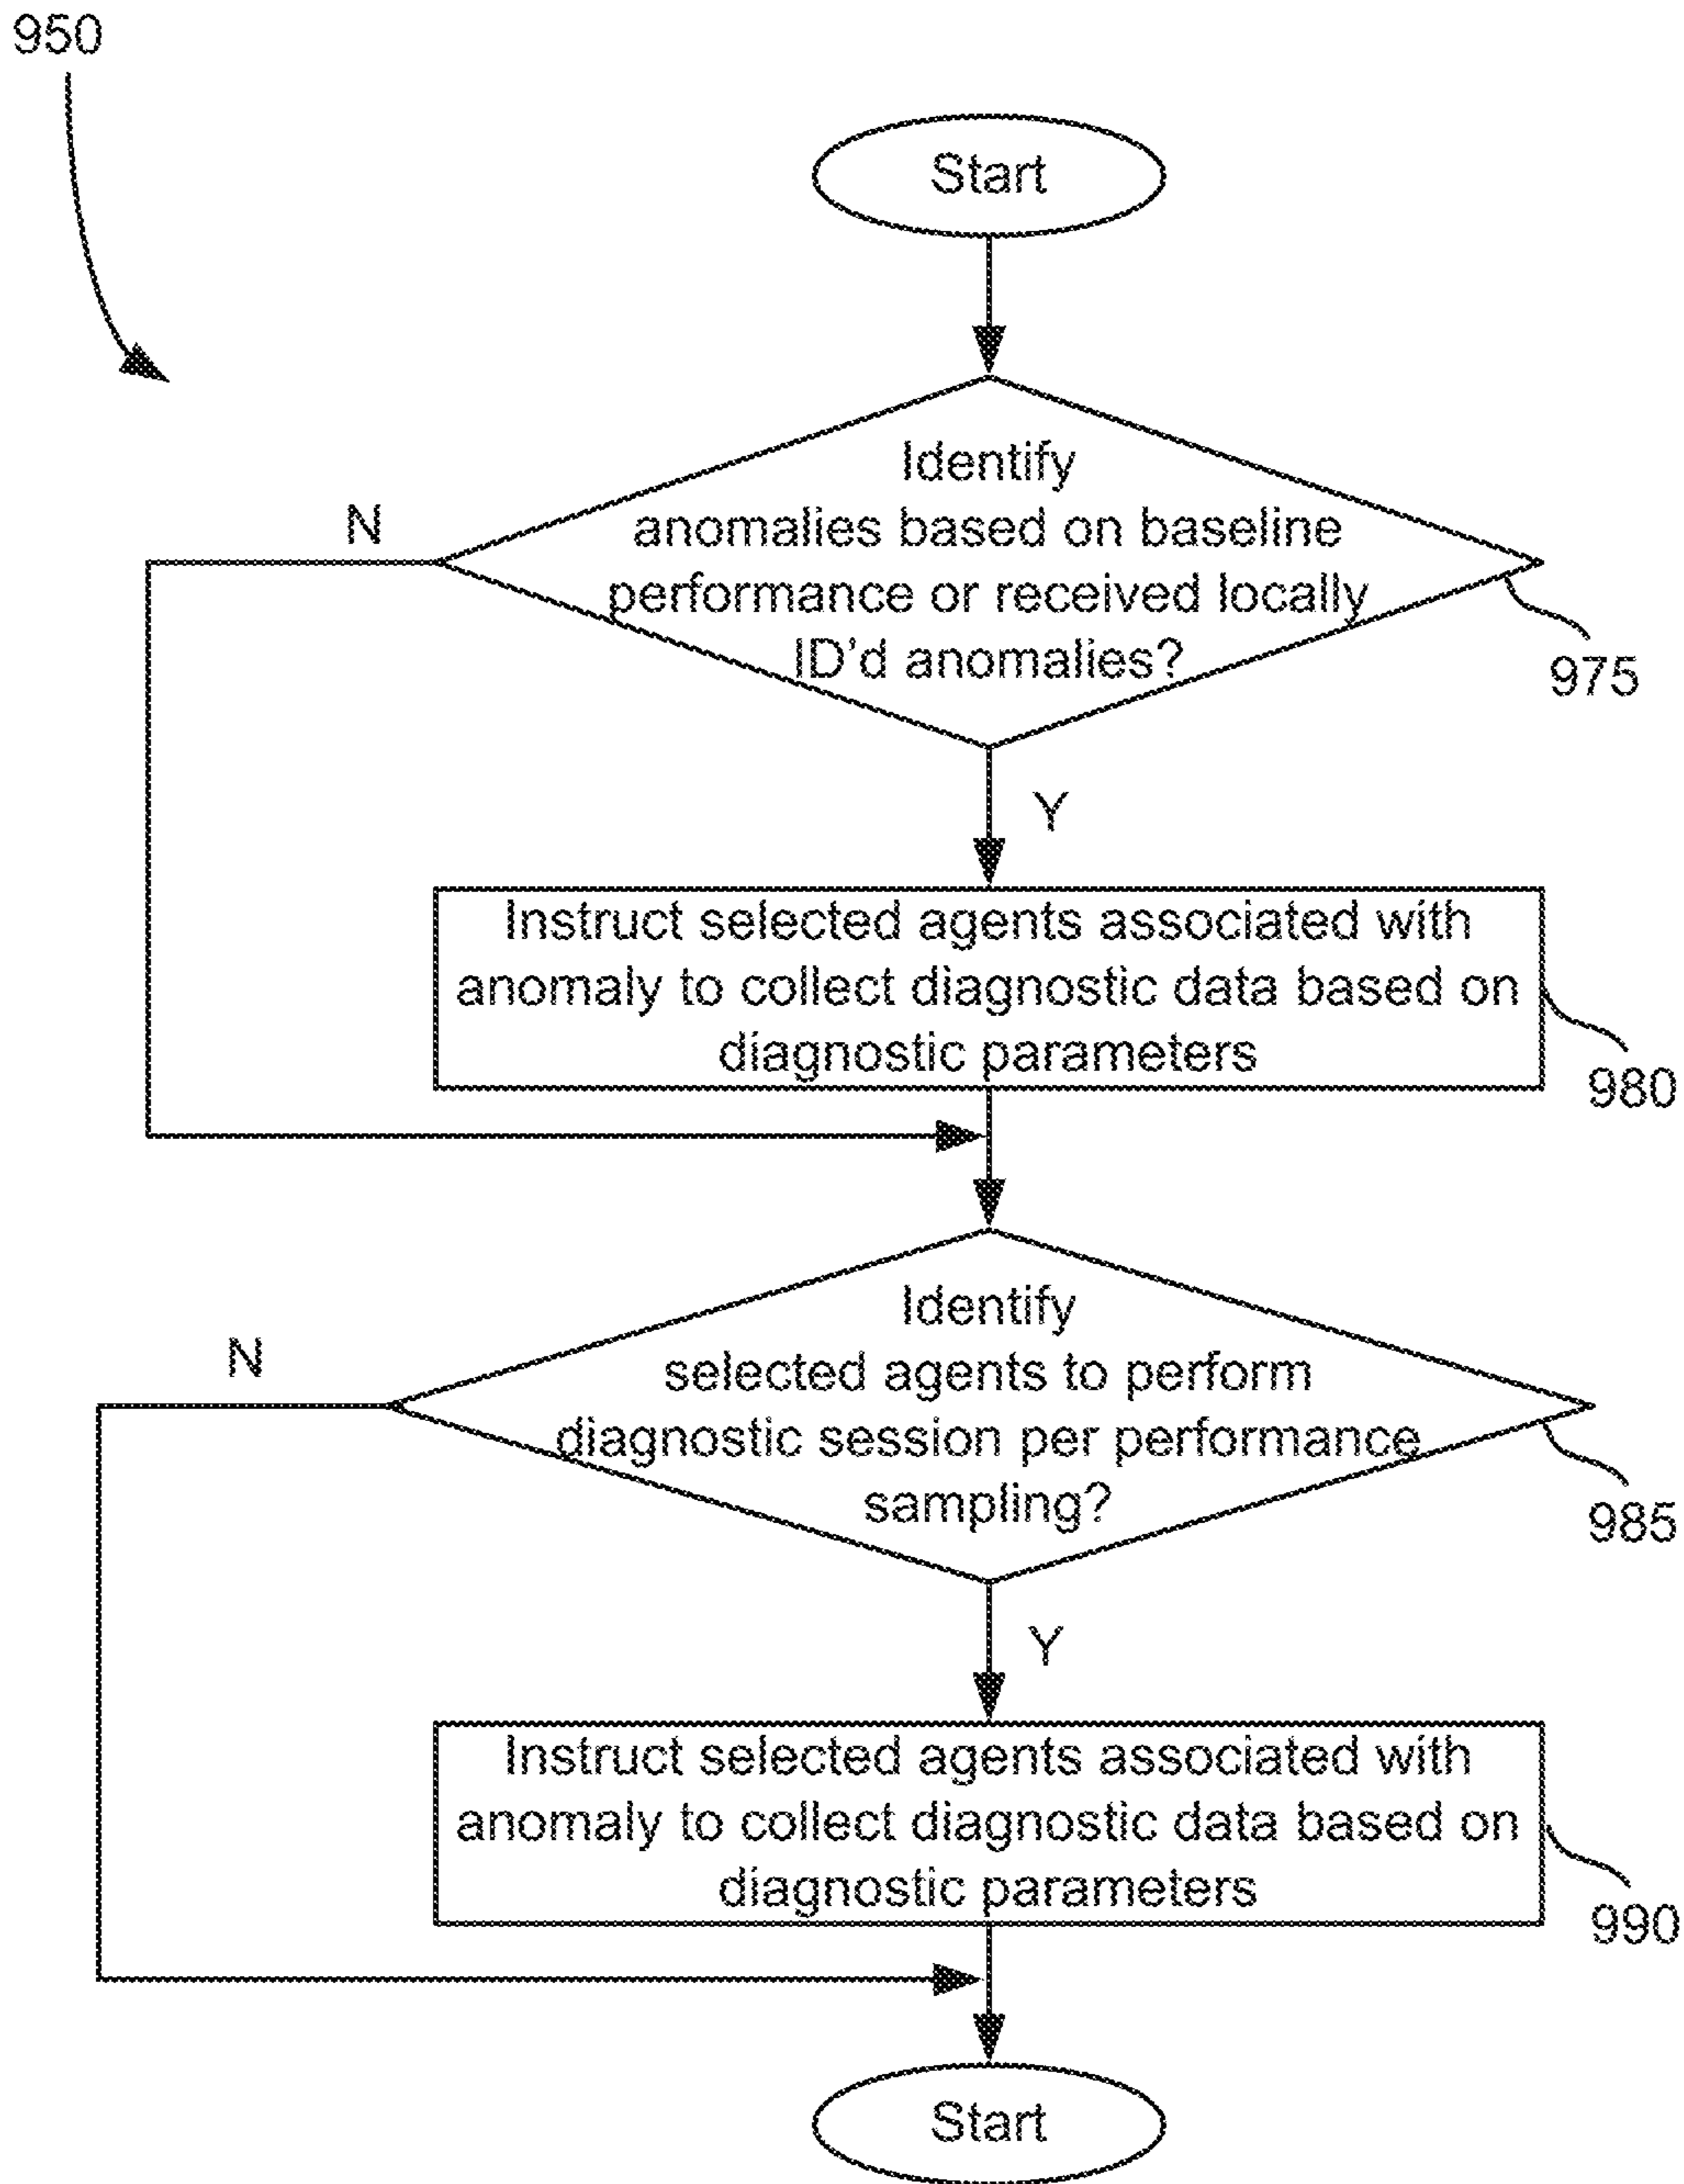 950
Start
Identify
anomalies based on baseline
performance or received locally
ID'd anomalies?
N
975
Y
Instruct selected agents associated with
anomaly to collect diagnostic data based on
diagnostic parameters
980
Identify
selected agents to perform
diagnostic session per performance
sampling?
N
985
Y
Instruct selected agents associated with
anomaly to collect diagnostic data based on
diagnostic parameters
990
Start